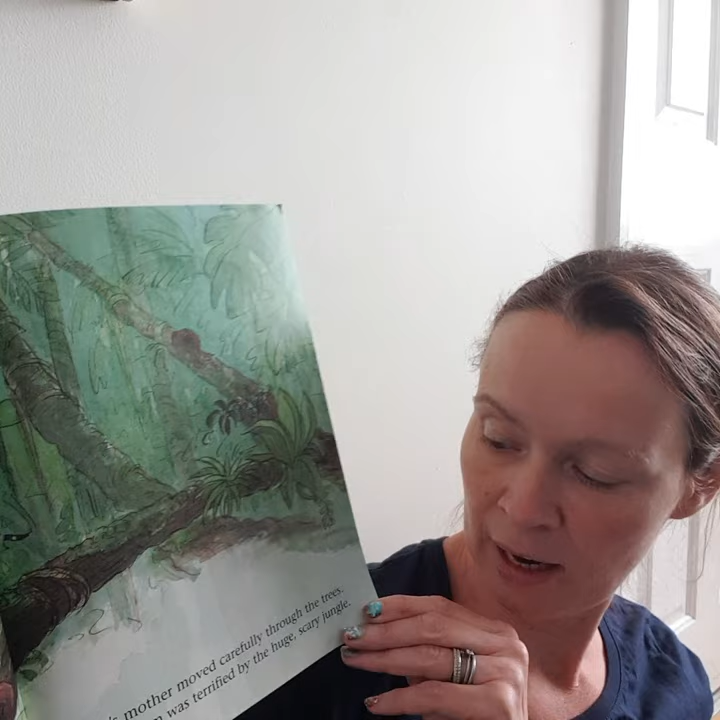 's mother moved carefully through the trees.
was terrified by the huge, scary jungle.